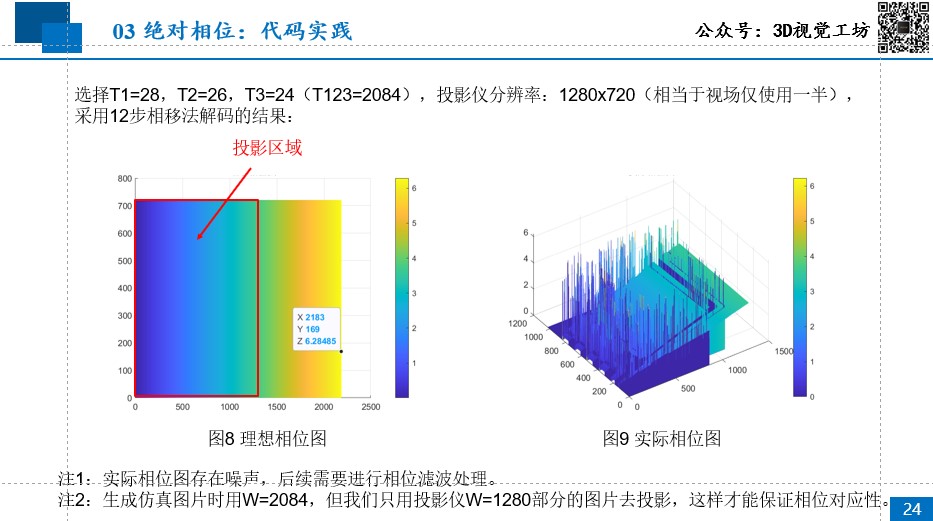 03 绝对相位：代码实践
公众号：3D视觉工坊
选择T1=28，T2=26，T3=24（T123=2084），投影仪分辨率：1280x720（相当于视场仅使用一半），
采用12步相移法解码的结果：
投影区域
800
700
600
500
400
300
200
100
0
0 500 1000 1500 2000 2500
X 2183
Y 169
Z 6.28485
6
5
4
3
2
1
图8 理想相位图
6
4
2
0
1200
1000
800
600
400
200
0
0
500
1000
1500
6
5
4
3
2
1
0
图9 实际相位图
注1：实际相位图存在噪声，后续需要进行相位滤波处理。
注2：生成仿真图片时用W=2084，但我们只用投影仪W=1280部分的图片去投影，这样才能保证相位对应性。
24